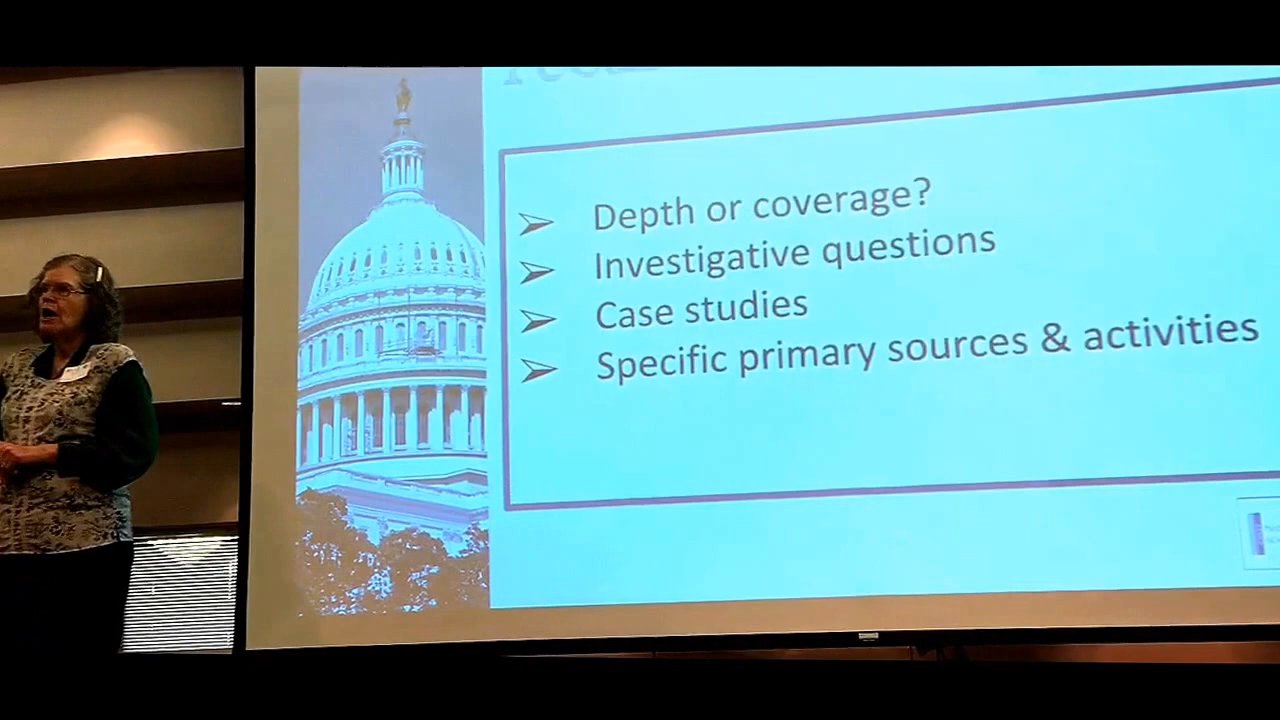 Depth or coverage?
Investigative questions
Case studies
Specific primary sources & activities